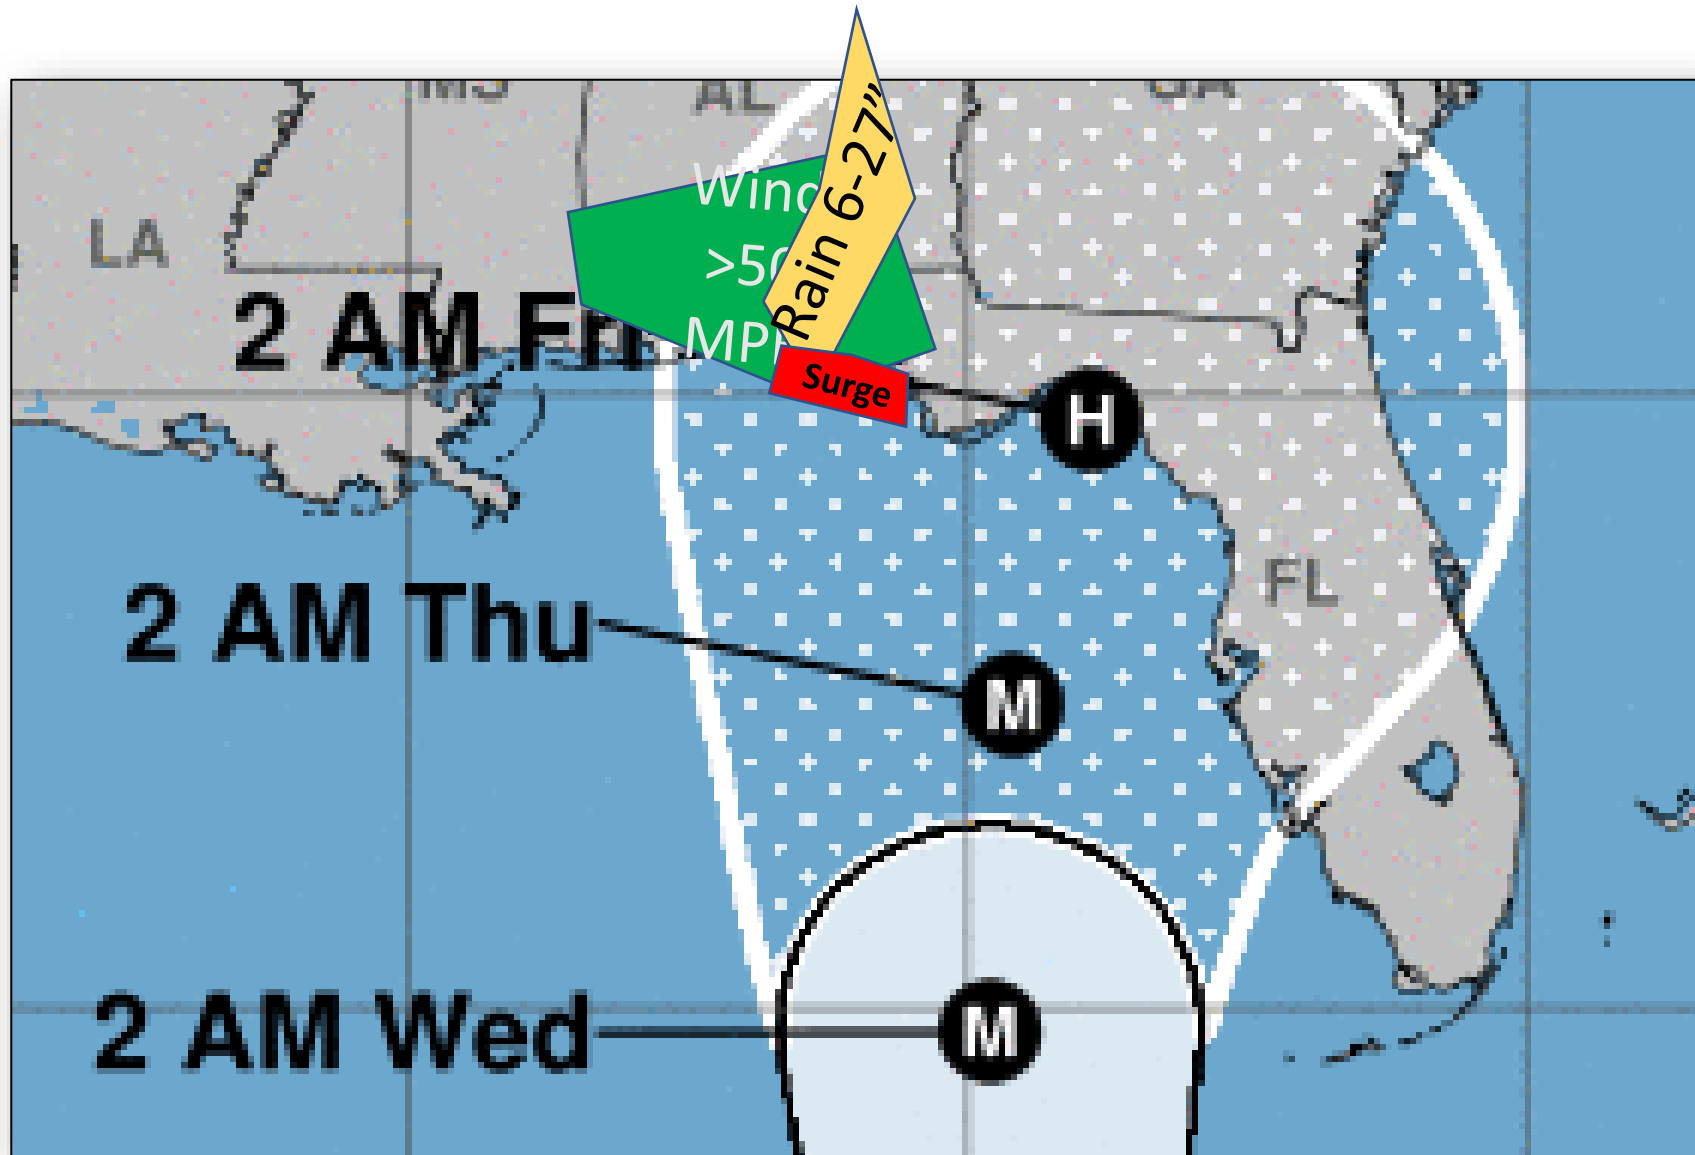 MS
AL
GA
LA
Wind
>50
MPH
Rain 6-27”
Surge
2 AM Fri
H
FL
2 AM Thu
M
2 AM Wed
M